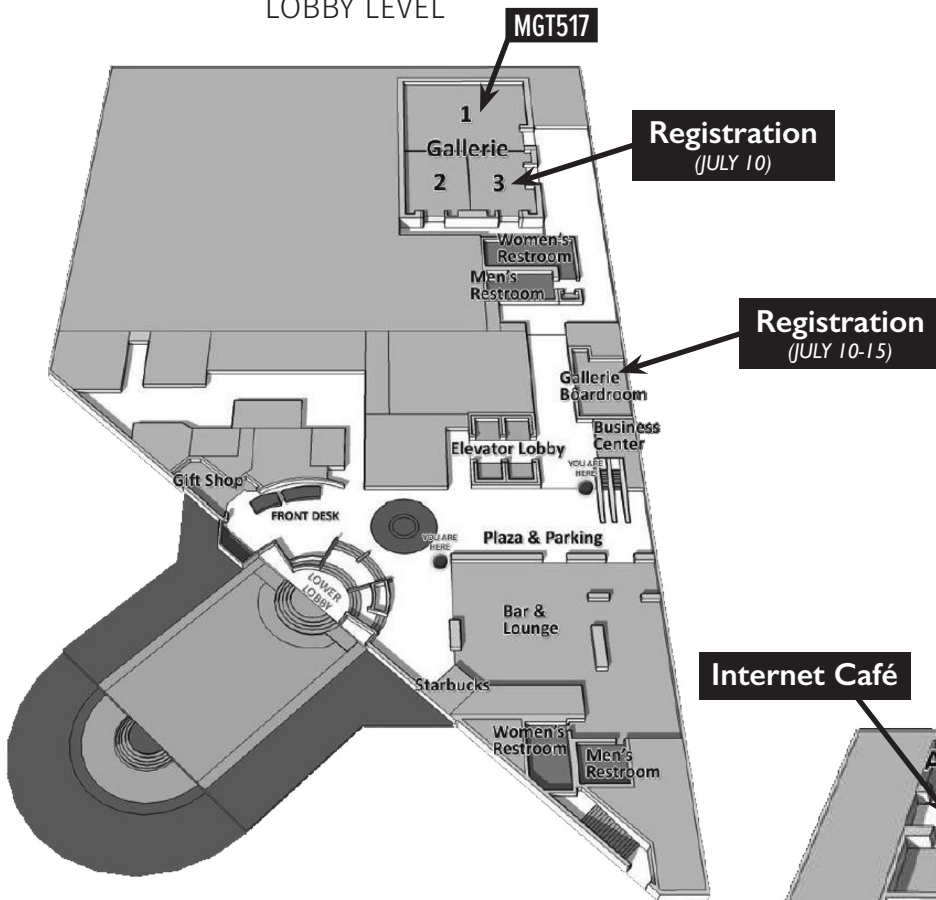 LOBBY LEVEL
MGT517
1
Gallerie
2
3
Registration
(JULY 10)
Women's
Restroom
Men's
Restroom
Registration
(JULY 10-15)
Gallerie
Boardroom
Business
Center
Elevator Lobby
YOU ARE
HERE
Gift Shop
FRONT DESK
YOU ARE
HERE
Plaza & Parking
LOWER
LOBBY
Bar &
Lounge
Starbucks
Women's
Restroom
Men's
Restroom
Internet Café